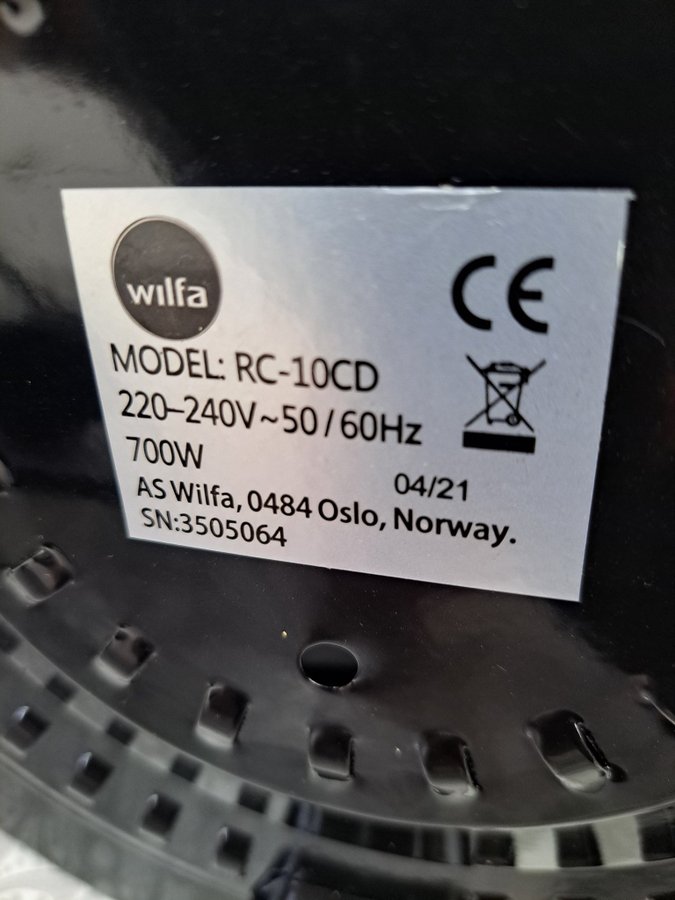 wilfa
CE
MODEL: RC-10CD
220–240V~50/60Hz
700W
04/21
AS Wilfa, 0484 Oslo, Norway.
SN:3505064